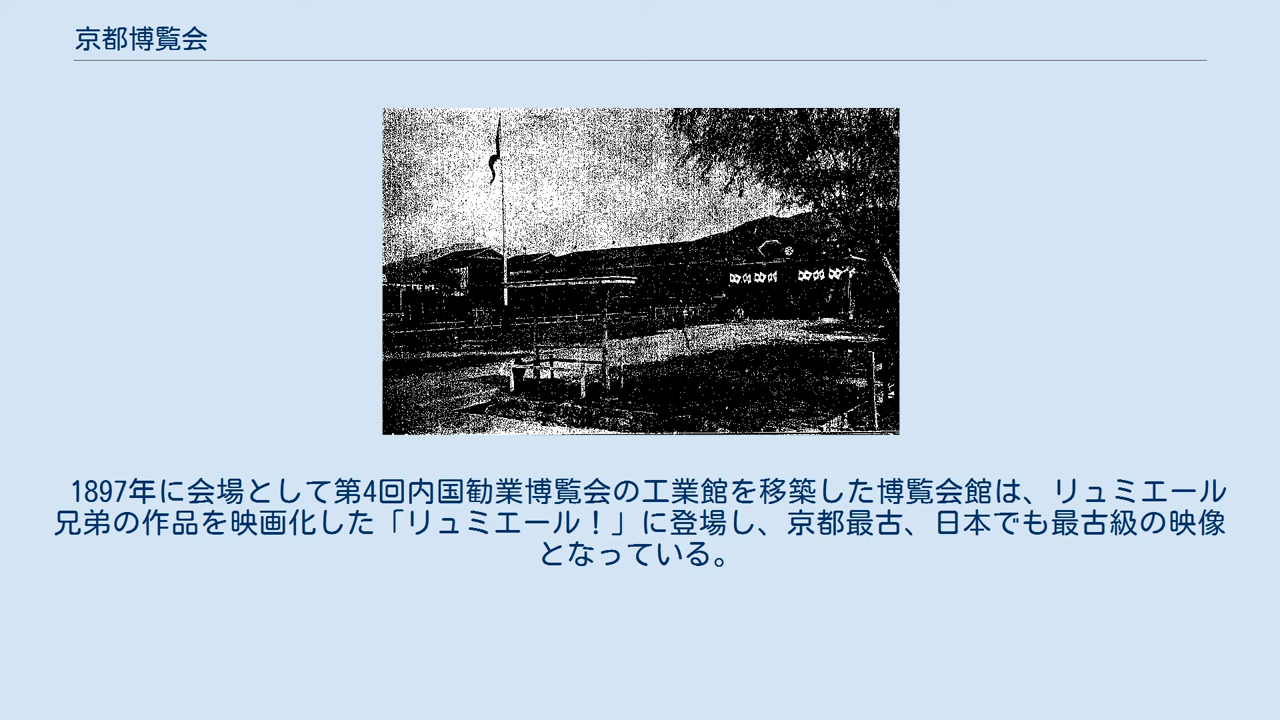 京都博覧会
1897年に会場として第4回内国勧業博覧会の工業館を移築した博覧会館は、リュミエール
兄弟の作品を映画化した「リュミエール！」に登場し、京都最古、日本でも最古級の映像
となっている。